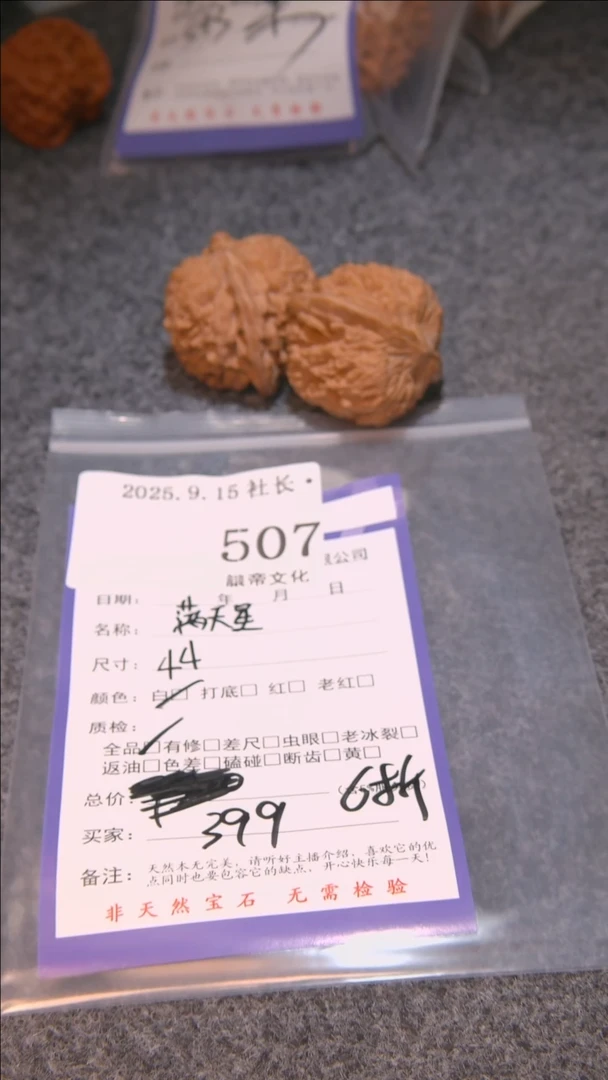 2025.9.15社长·
507
公司
帝文化
日期： 年 月 日
名称： 满天星
尺寸： 44
颜色： 白□ 打底□ 红□ 老红□
质检：
全品□有修□差尺□虫眼□老冰裂□
返油□色差□磕碰□断齿□黄□
总价：
684
买家： 399
备注： 天然本无完美，请听好主播介绍，喜欢它的优
点同时也要包容它的缺点，开心快乐每一天！
非天然宝石 无需检验